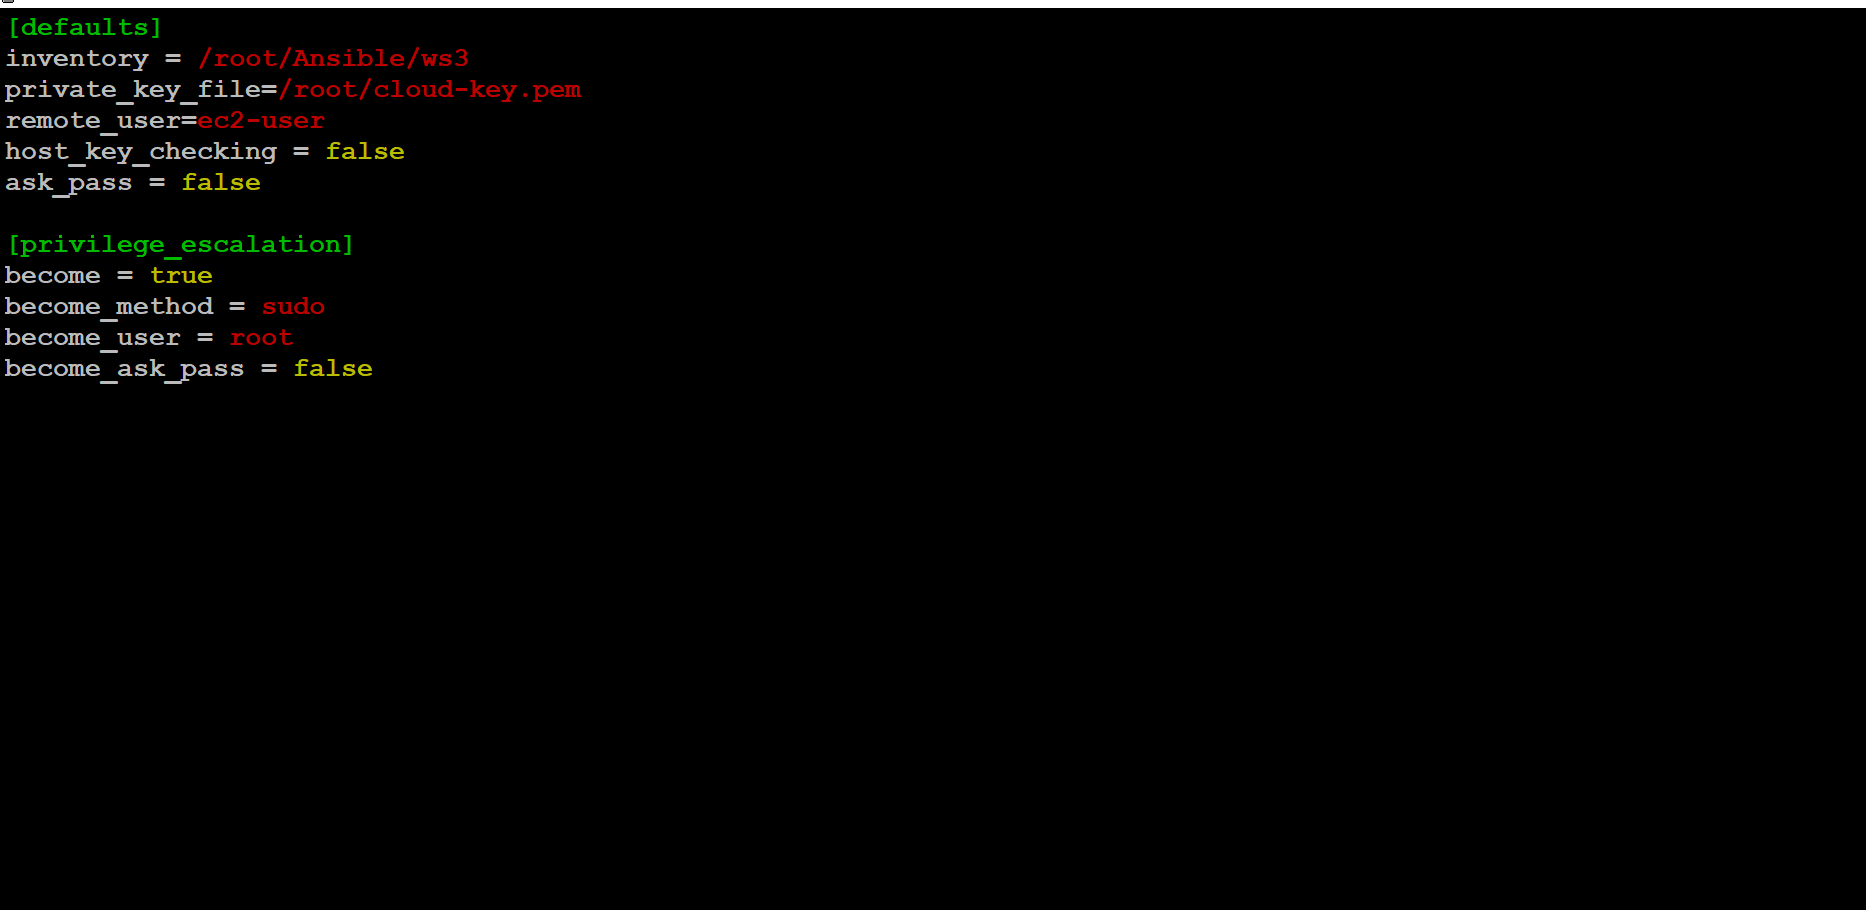 [defaults]
inventory = /root/Ansible/ws3
private_key_file=/root/cloud-key.pem
remote_user=ec2-user
host_key_checking = false
ask_pass = false
[privilege_escalation]
become = true
become_method = sudo
become_user = root
become_ask_pass = false